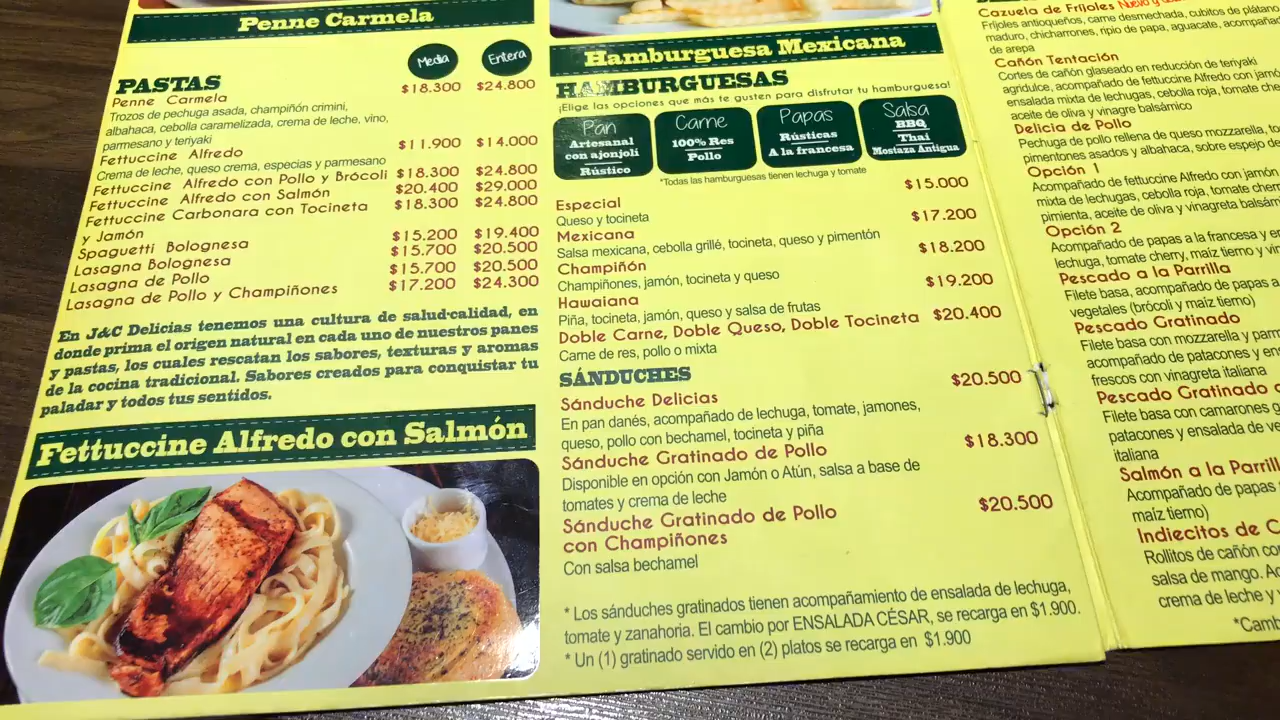 Penne Carmela
Media
Entera
PASTAS
$18.300 $24.800
Penne Carmela
Trozos de pechuga asada, champiñón crimini,
albahaca, cebolla caramelizada, crema de leche, vino,
parmesano y teriyaki
$11.900 $14.000
Fettuccine Alfredo
Crema de leche, queso crema, especias y parmesano
Fettuccine Alfredo con Pollo y Brócoli $18.300 $24.800
Fettuccine Alfredo con Salmón $20.400 $29.000
Fettuccine Carbonara con Tocineta $18.300 $24.800
y Jamón
Spaguetti Bolognesa $15.200 $19.400
Lasagna Bolognesa $15.700 $20.500
Lasagna de Pollo $15.700 $20.500
Lasagna de Pollo y Champiñones $17.200 $24.300
En J&C Delicias tenemos una cultura de salud-calidad, en
donde prima el origen natural en cada uno de nuestros panes
y pastas, los cuales rescatan los sabores, texturas y aromas
de la cocina tradicional. Sabores creados para conquistar tu
paladar y todos tus sentidos.
Fettuccine Alfredo con Salmón
Hamburguesa Mexicana
HAMBURGUESAS
¡Elige las opciones que más te gusten para disfrutar tu hamburguesa!
Pan
Artesanal
con ajonjolí
Rústico
Carne
100% Res
Pollo
Papas
Rústicas
A la francesa
Salsa
BBQ
Thai
Mostaza Antigua
*Todas las hamburguesas tienen lechuga y tomate
Especial $15.000
Queso y tocineta
Mexicana $17.200
Salsa mexicana, cebolla grillé, tocineta, queso y pimentón
Champiñón $18.200
Champiñones, jamón, tocineta y queso
Hawaiana $19.200
Piña, tocineta, jamón, queso y salsa de frutas
Doble Carne, Doble Queso, Doble Tocineta $20.400
Carne de res, pollo o mixta
SÁNDUCHES
Sánduche Delicias $20.500
En pan danés, acompañado de lechuga, tomate, jamones,
queso, pollo con bechamel, tocineta y piña
Sánduche Gratinado de Pollo $18.300
Disponible en opción con Jamón o Atún, salsa a base de
tomates y crema de leche
Sánduche Gratinado de Pollo $20.500
con Champiñones
Con salsa bechamel
* Los sánduches gratinados tienen acompañamiento de ensalada de lechuga,
tomate y zanahoria. El cambio por ENSALADA CÉSAR, se recarga en $1.900.
* Un (1) gratinado servido en (2) platos se recarga en $1.900
Cazuela de Frijoles Nuevo y
Frijoles antioqueños, carne desmechada, cubitos de plátano
maduro, chicharrones, ripio de papa, aguacate, acompaña
de arepa
Cañón Tentación
Cortes de cañón glaseado en reducción de teriyaki
agridulce, acompañado de fettuccine Alfredo con jamó
ensalada mixta de lechugas, cebolla roja, tomate che
aceite de oliva y vinagre balsámico
Delicia de Pollo
Pechuga de pollo rellena de queso mozzarella, to
pimentones asados y albahaca, sobre espejo de
Opción 1
Acompañado de fettuccine Alfredo con jamón
mixta de lechugas, cebolla roja, tomate cherr
pimienta, aceite de oliva y vinagreta balsám
Opción 2
Acompañado de papas a la francesa y en
lechuga, tomate cherry, maíz tierno y vin
Pescado a la Parrilla
Filete basa, acompañado de papas a
vegetales (brócoli y maíz tierno)
Pescado Gratinado
Filete basa con mozzarella y parm
acompañado de patacones y en
frescos con vinagreta italiana
Pescado Gratinado c
Filete basa con camarones g
patacones y ensalada de ve
italiana
Salmón a la Parrill
Acompañado de papas
maíz tierno)
Indiecitos de C
Rollitos de cañón co
salsa de mango. Ac
crema de leche y
*Camb